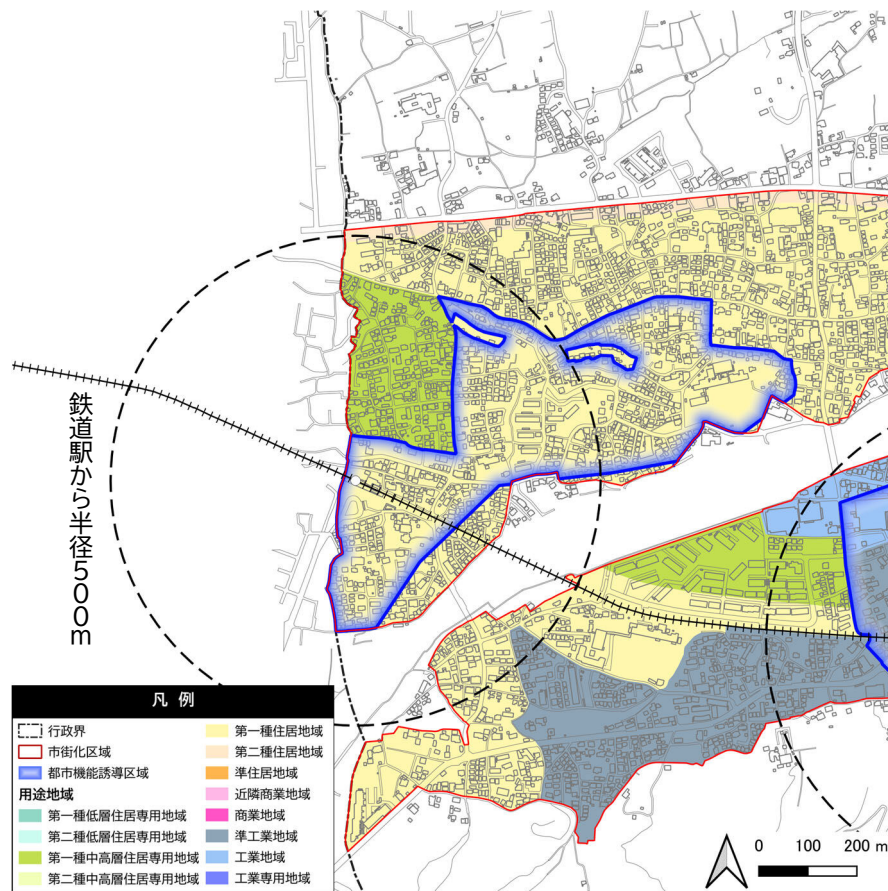 鉄道駅から半径500m
凡例
行政界
市街化区域
都市機能誘導区域
用途地域
第一種低層住居専用地域
第二種低層住居専用地域
第一種中高層住居専用地域
第二種中高層住居専用地域
第一種住居地域
第二種住居地域
準住居地域
近隣商業地域
商業地域
準工業地域
工業地域
工業専用地域
0 100 200 m